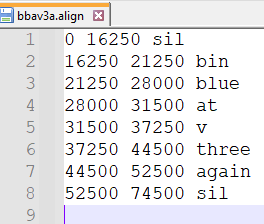 bbav3a.align
1 0 16250 sil
2 16250 21250 bin
3 21250 28000 blue
4 28000 31500 at
5 31500 37250 v
6 37250 44500 three
7 44500 52500 again
8 52500 74500 sil
9